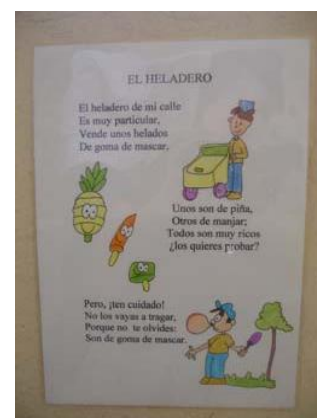 EL HELADERO
El heladero de mi calle
Es muy particular,
Vende unos helados
De goma de mascar,
Unos son de piña,
Otros de manjar;
Todos son muy ricos
¿los quieres probar?
Pero, ¡ten cuidado!
No los vayas a tragar,
Porque no te olvides:
Son de goma de mascar.